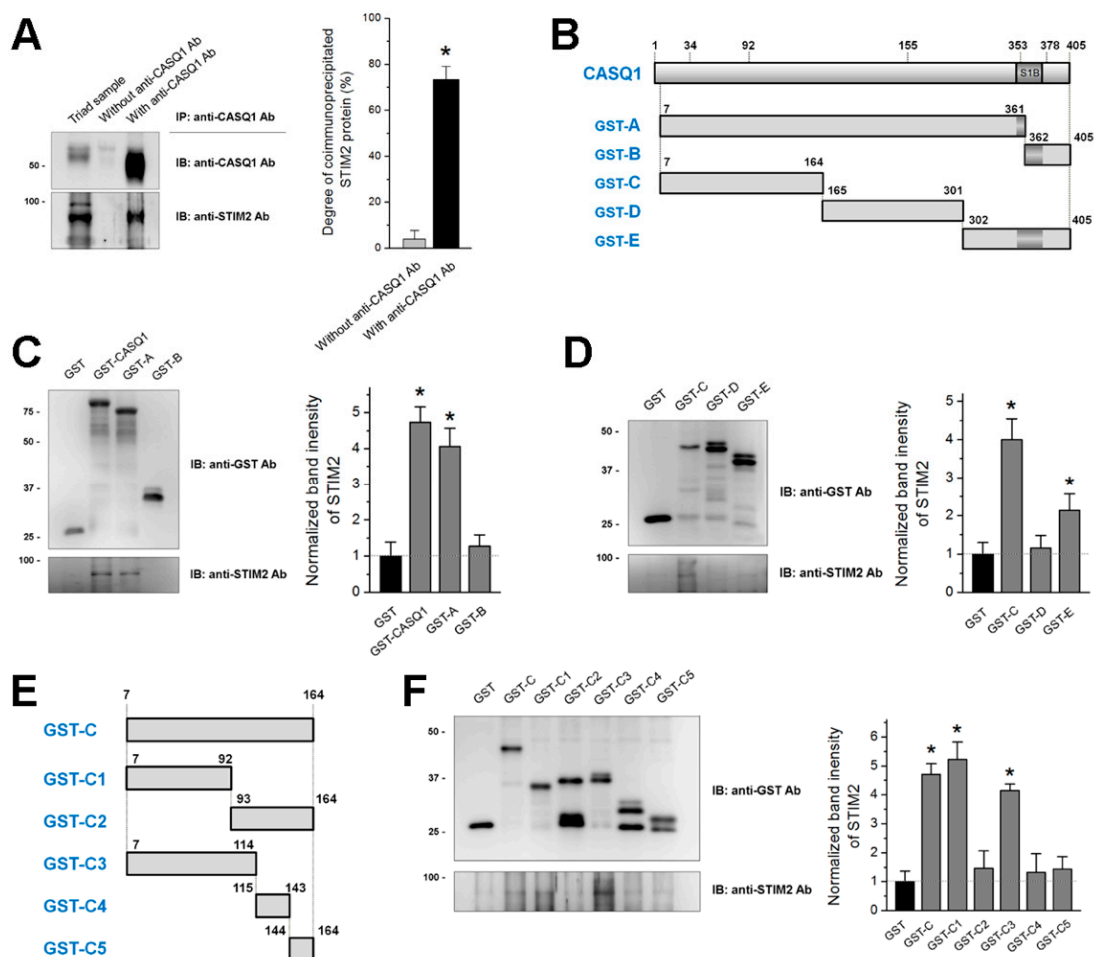 A
Triad sample
Without anti-CASQ1 Ab
With anti-CASQ1 Ab
IP: anti-CASQ1 Ab
50 -
IB: anti-CASQ1 Ab
100 -
IB: anti-STIM2 Ab
Degree of coimmunoprecipitated
STIM2 protein (%)
100
80
60
40
20
0
*
Without anti-CASQ1 Ab
With anti-CASQ1 Ab
B
1 34 92 155 353 378 405
CASQ1
S1B
7 361
GST-A
362 405
GST-B
7 164
GST-C
165 301
GST-D
302 405
GST-E
C
GST
GST-CASQ1
GST-A
GST-B
75 -
50 -
37 -
25 -
IB: anti-GST Ab
100 -
IB: anti-STIM2 Ab
Normalized band inensity
of STIM2
5
4
3
2
1
0
* *
GST
GST-CASQ1
GST-A
GST-B
D
GST
GST-C
GST-D
GST-E
50 -
37 -
25 -
IB: anti-GST Ab
100 -
IB: anti-STIM2 Ab
Normalized band inensity
of STIM2
5
4
3
2
1
0
* *
GST
GST-C
GST-D
GST-E
E
7 164
GST-C
7 92
GST-C1
93 164
GST-C2
7 114
GST-C3
115 143
GST-C4
144 164
GST-C5
F
GST
GST-C
GST-C1
GST-C2
GST-C3
GST-C4
GST-C5
50 -
37 -
25 -
IB: anti-GST Ab
100 -
IB: anti-STIM2 Ab
Normalized band inensity
of STIM2
6
5
4
3
2
1
0
* * *
GST
GST-C
GST-C1
GST-C2
GST-C3
GST-C4
GST-C5